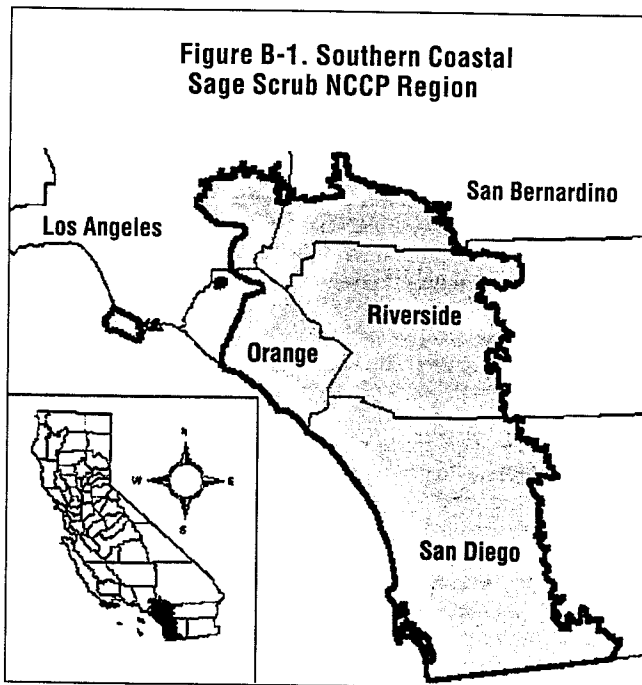 Figure B-1. Southern Coastal
Sage Scrub NCCP Region
San Bernardino
Los Angeles
Riverside
Orange
San Diego
N
W
E
S